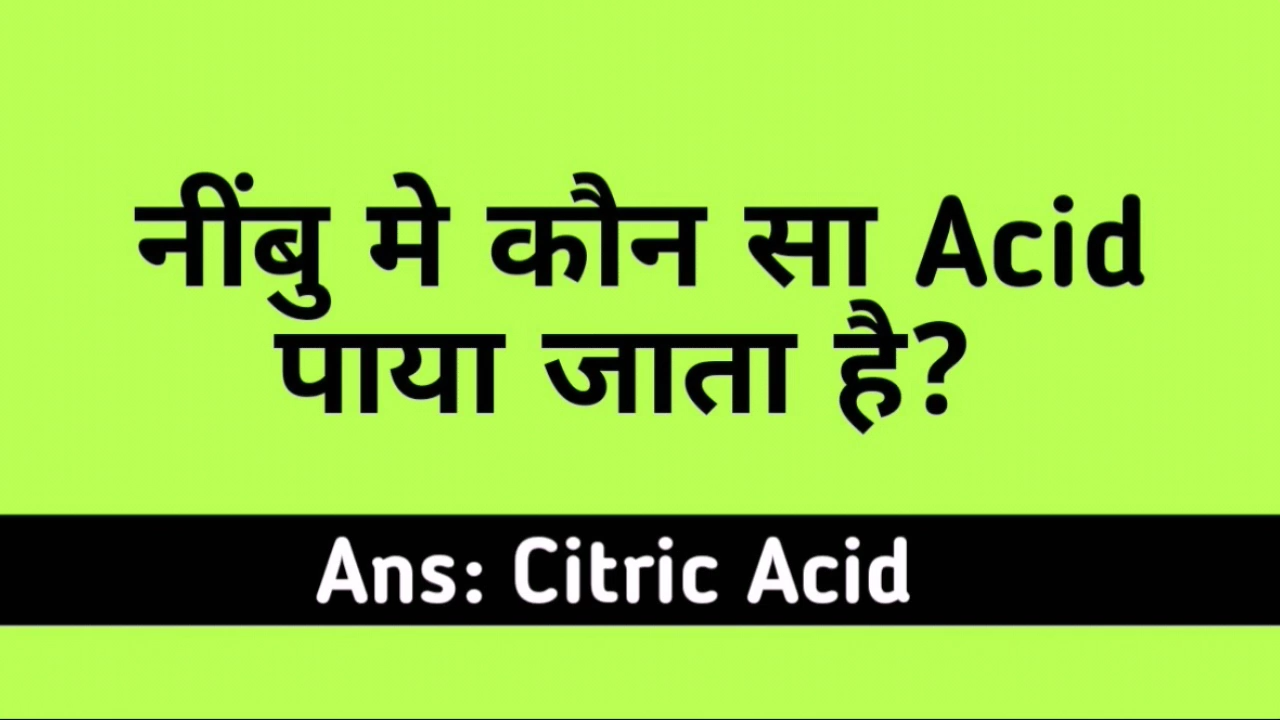 नींबु मे कौन सा Acid
पाया जाता है?
Ans: Citric Acid